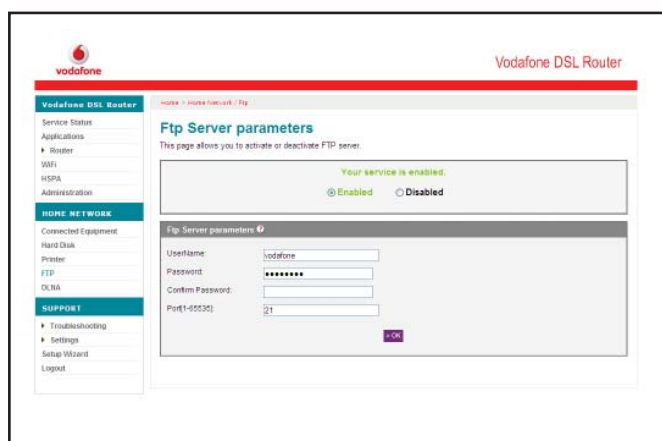 vodafone
Vodafone DSL Router
Vodafone DSL Router
Service Status
Applications
Router
WiFi
HSPA
Administration
HOME NETWORK
Connected Equipment
Hard Disk
Printer
FTP
DLNA
SUPPORT
Troubleshooting
Settings
Setup Wizard
Logout
Home > Home Network / Ftp
Ftp Server parameters
This page allows you to activate or deactivate FTP server.
Your service is enabled.
Enabled Disabled
Ftp Server parameters ?
UserName: vodafone
Password: ••••••••
Confirm Password:
Port[1-65535]: 21
» OK